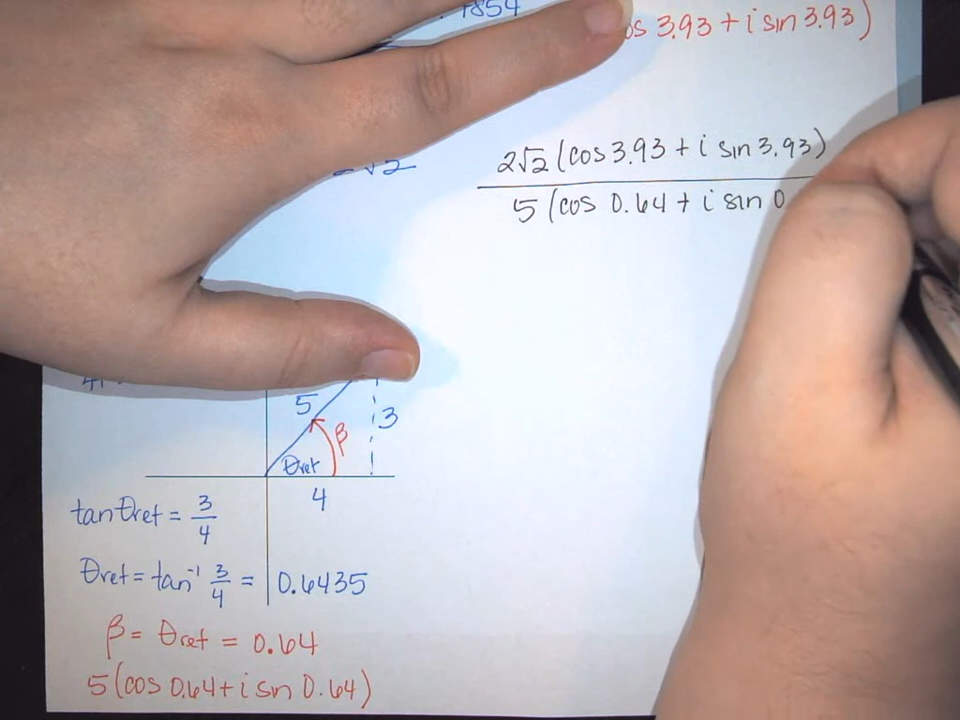 1854
os 3.93 + i sin 3.93)
2√2
2√2 (cos 3.93 + i sin 3.93)
5 (cos 0.64 + i sin 0
5
3
β
θref
4
tan θref = 3/4
θref = tan⁻¹ 3/4 = 0.6435
β = θref = 0.64
5 (cos 0.64 + i sin 0.64)